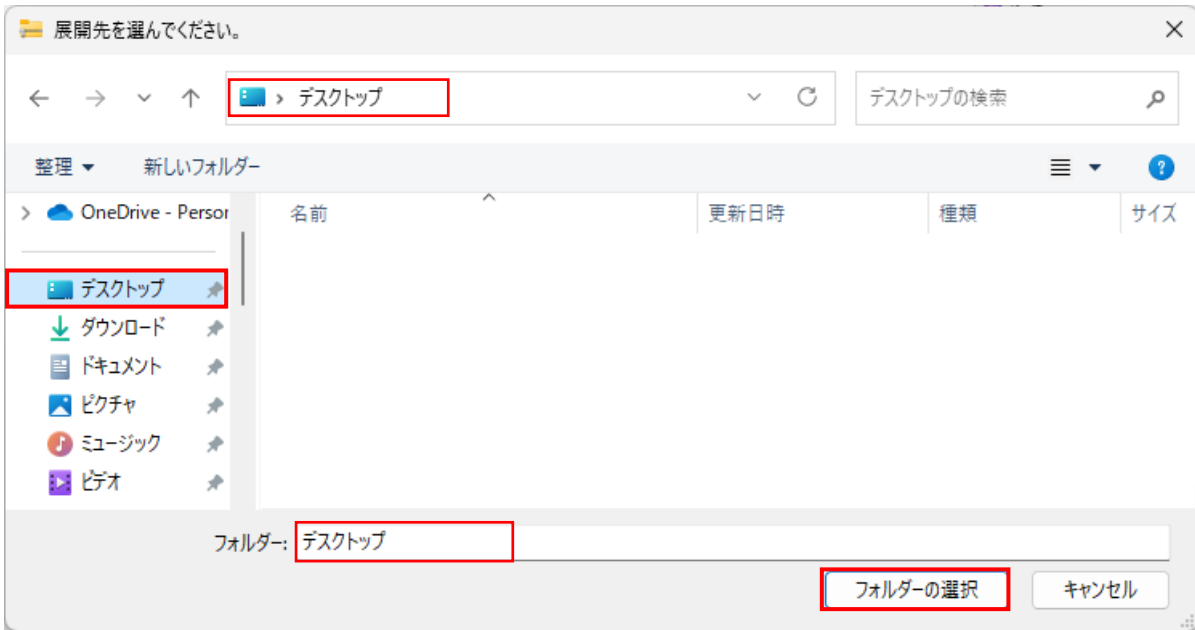 展開先を選んでください。
デスクトップ
デスクトップの検索
整理 新しいフォルダー
OneDrive - Persor
名前 更新日時 種類 サイズ
デスクトップ
ダウンロード
ドキュメント
ピクチャ
ミュージック
ビデオ
フォルダー: デスクトップ
フォルダーの選択 キャンセル